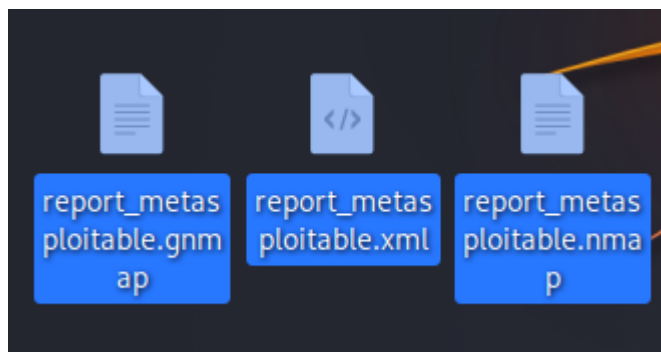 report_metas
ploitable.gnm
ap
report_metas
ploitable.xml
report_metas
ploitable.nma
p